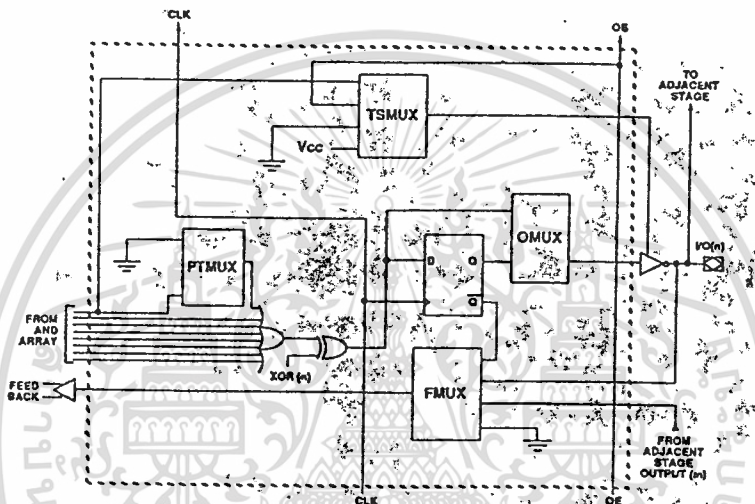 CLK
OE
TO
ADJACENT
STAGE
TSMUX
Vcc
OMUX
I/O(n)
PTMUX
D
Q
Q
FROM
AND
ARRAY
XOR (n)
FEED
BACK
FMUX
FROM
ADJACENT
STAGE
OUTPUT (m)
CLK
OE